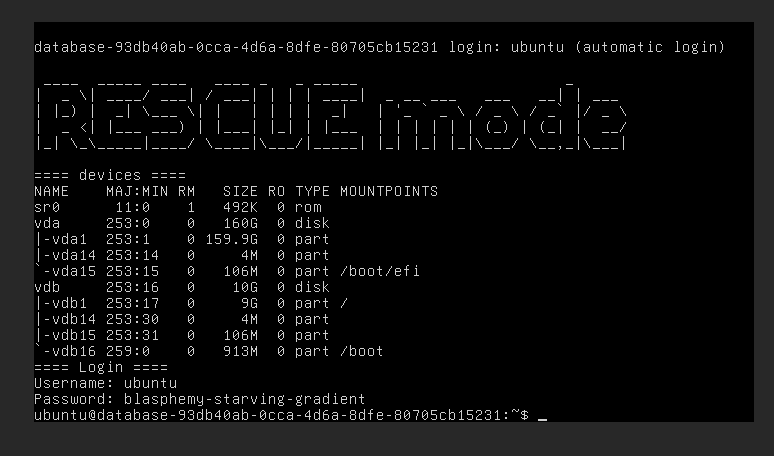 database-93db40ab-0cca-4d6a-8dfe-80705cb15231 login: ubuntu (automatic login)
RESCUE mode
==== devices ====
NAME    MAJ:MIN RM   SIZE RO TYPE MOUNTPOINTS
sr0      11:0    1   492K  0 rom
vda     253:0    0   160G  0 disk
|-vda1  253:1    0 159.9G  0 part
|-vda14 253:14   0     4M  0 part
`-vda15 253:15   0   106M  0 part /boot/efi
vdb     253:16   0    10G  0 disk
|-vdb1  253:17   0     9G  0 part /
|-vdb14 253:30   0     4M  0 part
|-vdb15 253:31   0   106M  0 part
`-vdb16 259:0    0   913M  0 part /boot
==== Login ====
Username: ubuntu
Password: blasphemy-starving-gradient
ubuntu@database-93db40ab-0cca-4d6a-8dfe-80705cb15231:~$ _